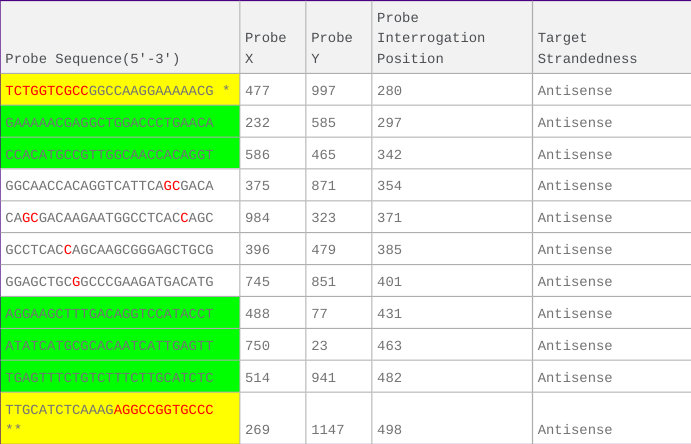 Probe Sequence(5'-3') Probe X Probe Y Probe Interrogation Position Target Strandedness
TCTGGTCGCCGGCCAAGGAAAAACG * 477 997 280 Antisense
GAAAAACGAGGCTGGACCCTGAACA 232 585 297 Antisense
CCACATGCCGTTGGCAACCACAGGT 586 465 342 Antisense
GGCAACCACAGGTCATTCAGCGACA 375 871 354 Antisense
CAGCGACAAGAATGGCCTCACCAGC 984 323 371 Antisense
GCCTCACCAGCAAGCGGGAGCTGCG 396 479 385 Antisense
GGAGCTGCGGCCCGAAGATGACATG 745 851 401 Antisense
AGGAAGCTTTGACAGGTCCATACCT 488 77 431 Antisense
ATATCATGCGCACAATCATTGAGTT 750 23 463 Antisense
TGAGTTTCTGTCTTTCTTGCATCTC 514 941 482 Antisense
TTGCATCTCAAAGAGGCCGGTGCCC
** 269 1147 498 Antisense